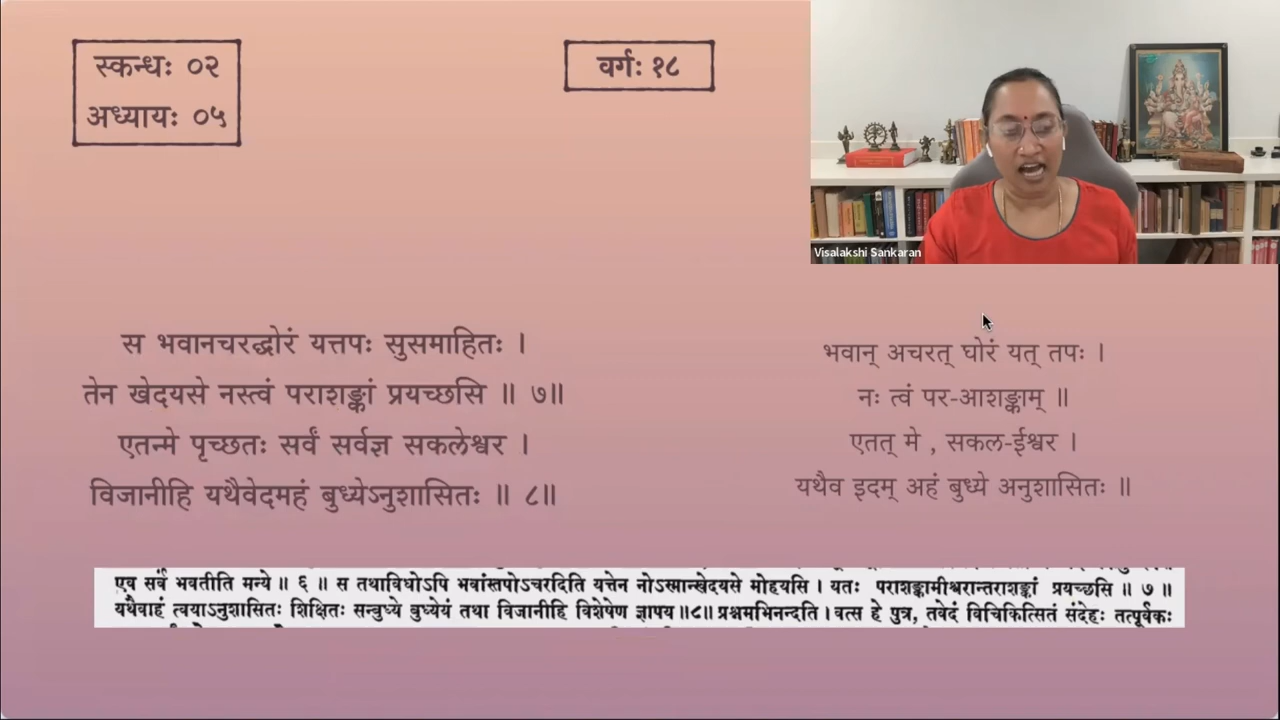 स्कन्धः ०२
अध्यायः ०५
वर्गः १८
Visalakshi Sankaran
स भवानचरद्धोरं यत्तपः सुसमाहितः ।
तेन खेदयसे नस्त्वं पराशङ्कां प्रयच्छसि ॥ ७॥
एतन्मे पृच्छतः सर्वं सर्वज्ञ सकलेश्वर ।
विजानीहि यथैवेदमहं बुध्येऽनुशासितः ॥ ८॥
भवान् अचरत् घोरं यत् तपः ।
नः त्वं पर-आशङ्काम् ॥
एतत् मे , सकल-ईश्वर ।
यथैव इदम् अहं बुध्ये अनुशासितः ॥
एव सर्वं भवतीति मन्ये ॥ ६ ॥ स तथाविधोऽपि भवांस्तपोऽचरदिति यत्तेन नोऽस्मान्खेदयसे मोहयसि । यतः पराशङ्कामीश्वरान्तराशङ्कां प्रयच्छसि ॥ ७ ॥
यथैवाहं त्वयाऽनुशासितः शिक्षितः सन्बुध्ये बुध्येयं तथा विजानीहि विशेषेण ज्ञापय ॥८॥ प्रश्नमभिनन्दति । वत्स हे पुत्र, तवेदं विचिकित्सितं संदेहः तत्पूर्वकः